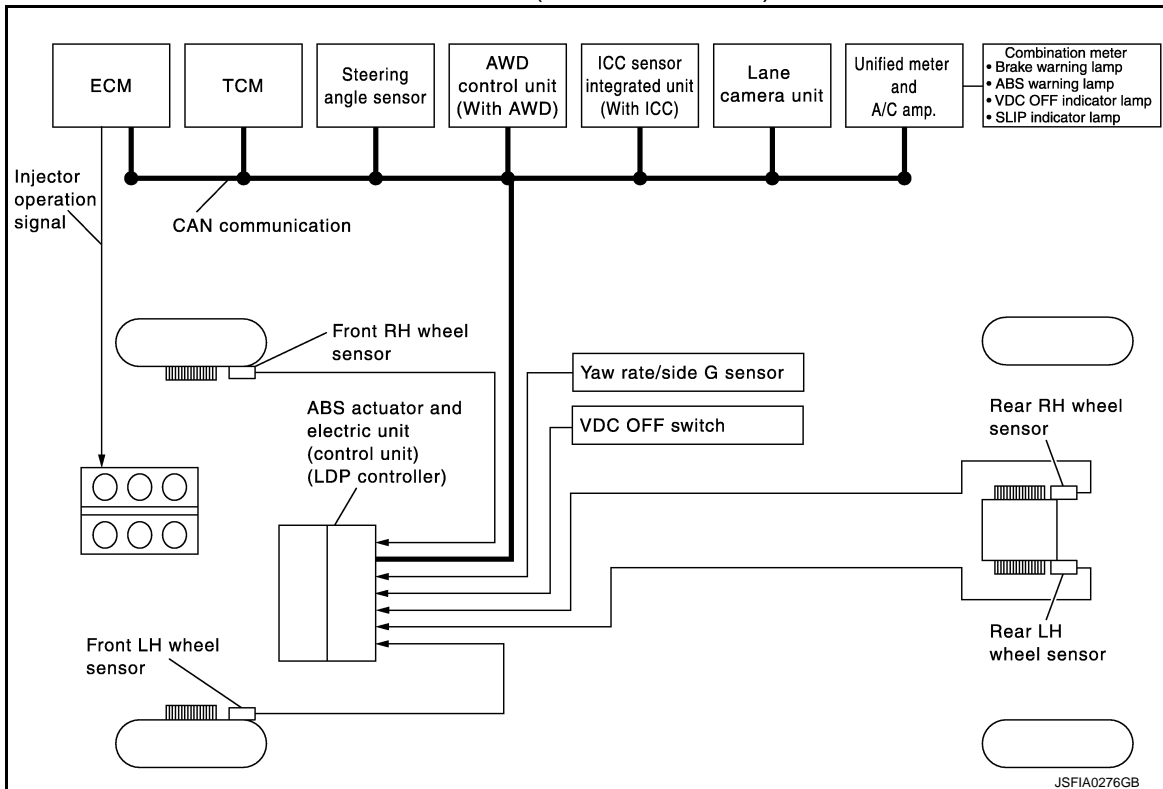 ECM
TCM
Steering
angle sensor
AWD
control unit
(With AWD)
ICC sensor
integrated unit
(With ICC)
Lane
camera unit
Unified meter
and
A/C amp.
Combination meter
• Brake warning lamp
• ABS warning lamp
• VDC OFF indicator lamp
• SLIP indicator lamp
Injector
operation
signal
CAN communication
Front RH wheel
sensor
Yaw rate/side G sensor
VDC OFF switch
ABS actuator and
electric unit
(control unit)
(LDP controller)
Rear RH wheel
sensor
Front LH wheel
sensor
Rear LH
wheel sensor
JSFIA0276GB